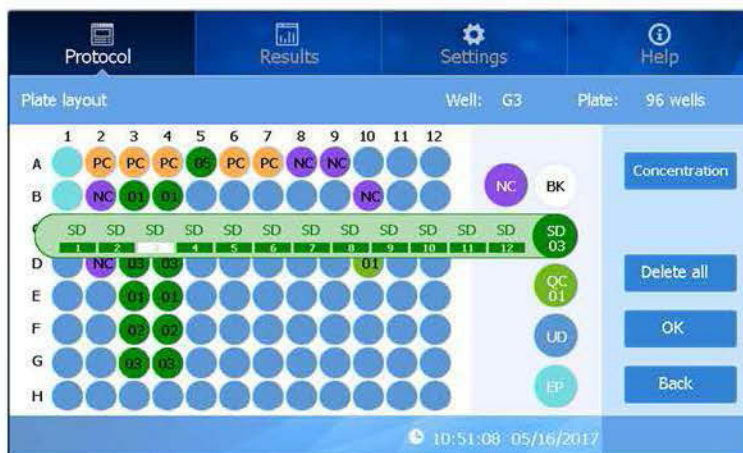 Protocol Results Settings Help
Plate layout Well: G3 Plate: 96 wells
1 2 3 4 5 6 7 8 9 10 11 12
A PC PC PC 05 PC PC NC NC
B NC 01 01 NC
NC BK
Concentration
SD SD SD SD SD SD SD SD SD SD SD SD SD
1 2 3 4 5 6 7 8 9 10 11 12 03
D NC 03 03 01
QC
01
Delete all
E 01 01
F 02 02
UD
OK
G 03 03
EP
Back
H
10:51:08 05/16/2017